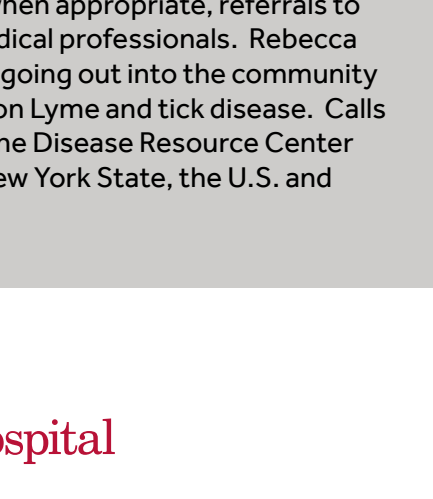 when appropriate, referrals to
dical professionals.  Rebecca
going out into the community
on Lyme and tick disease.  Calls
ne Disease Resource Center
ew York State, the U.S. and
ospital